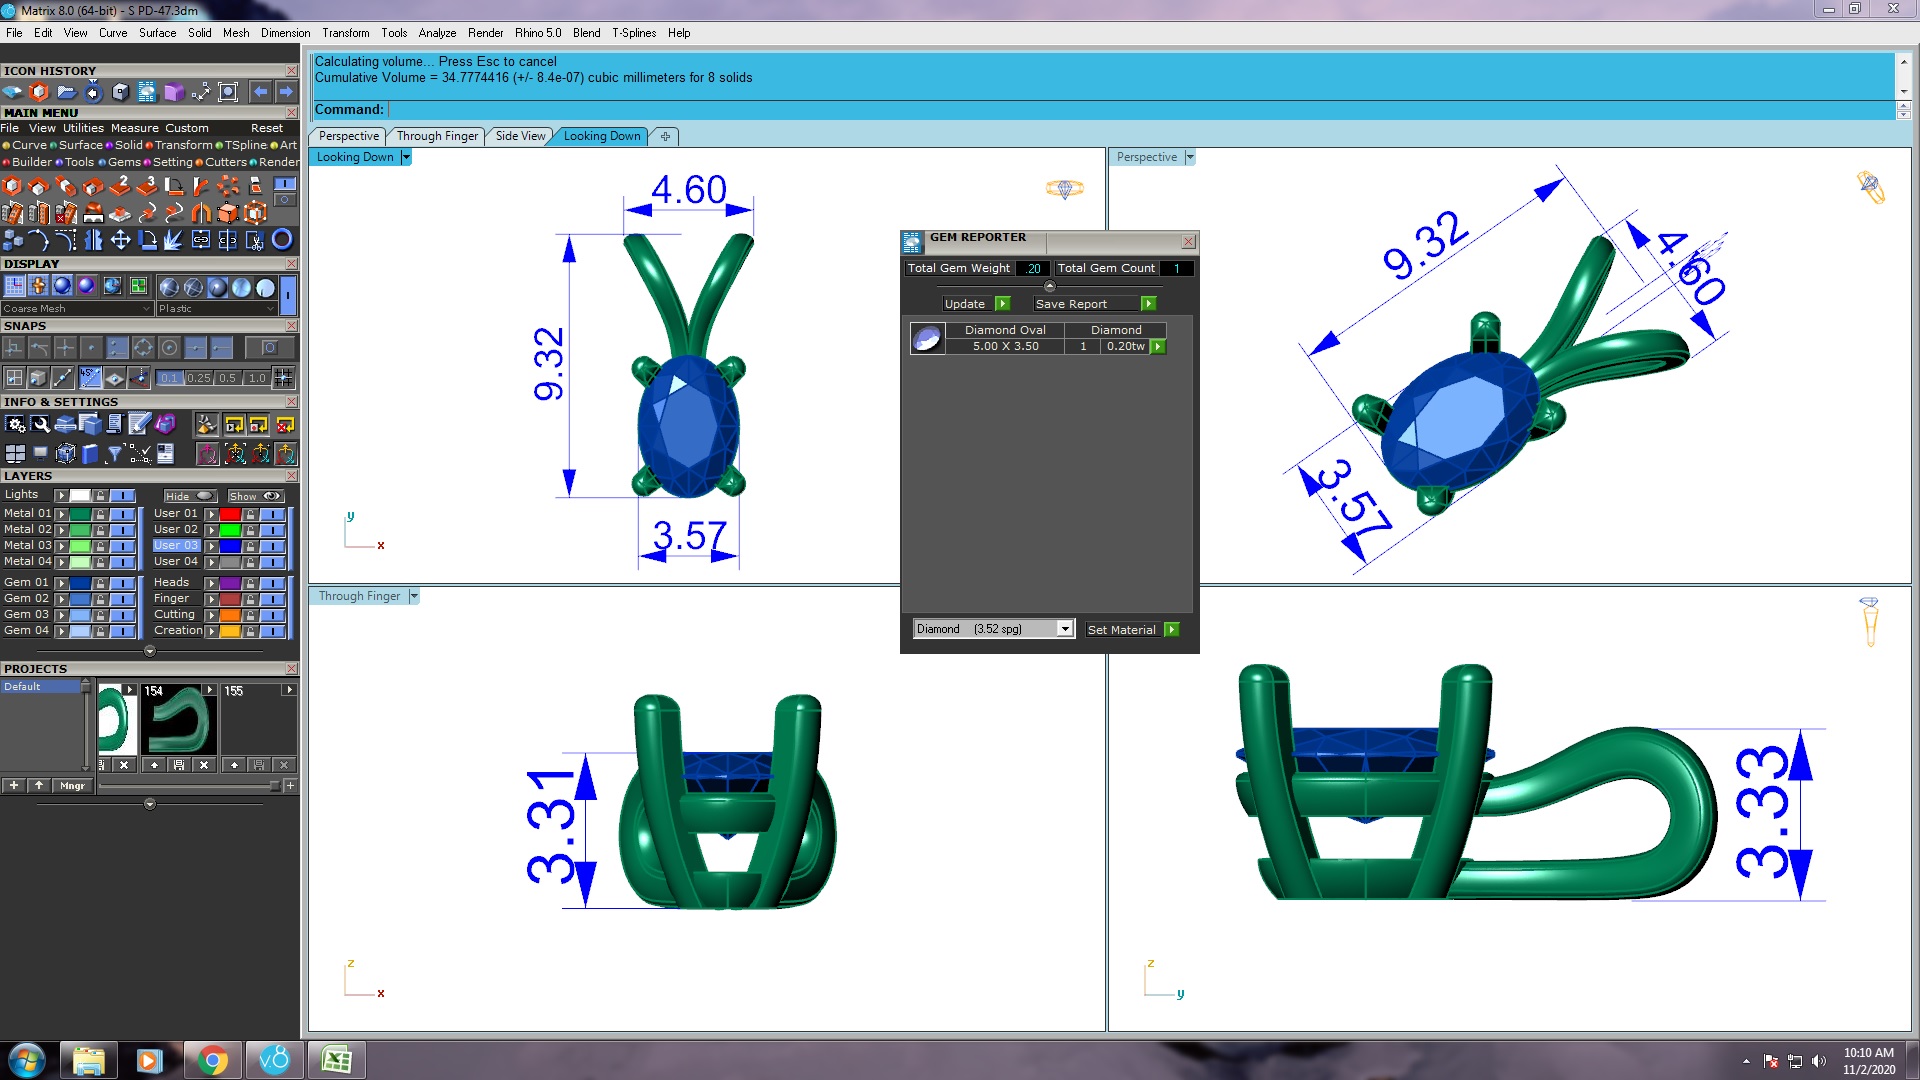 Matrix 8.0 (64-bit) - S PD-47.3dm
File Edit View Curve Surface Solid Mesh Dimension Transform Tools Analyze Render Rhino 5.0 Blend T-Splines Help
Calculating volume... Press Esc to cancel
Cumulative Volume = 34.7774416 (+/- 8.4e-07) cubic millimeters for 8 solids
Command:
Perspective Through Finger Side View Looking Down
ICON HISTORY
MAIN MENU
File View Utilities Measure Custom Reset
Curve Surface Solid Transform TSpline Art
Builder Tools Gems Setting Cutters Render
2 3
DISPLAY
Coarse Mesh Plastic
SNAPS
45°
0.1 0.25 0.5 1.0
INFO & SETTINGS
LAYERS
Lights Hide Show
Metal 01 User 01
Metal 02 User 02
Metal 03 User 03
Metal 04 User 04
Gem 01 Heads
Gem 02 Finger
Gem 03 Cutting
Gem 04 Creation
PROJECTS
Default
154 155
Mngr
Looking Down
4.60
9.32
3.57
y
x
Perspective
9.32
4.60
3.57
GEM REPORTER
Total Gem Weight .20 Total Gem Count 1
Update Save Report
Diamond Oval Diamond
5.00 X 3.50 1 0.20tw
Diamond (3.52 spg) Set Material
Through Finger
3.31
z
x
3.33
z
y
v8
10:10 AM
11/2/2020